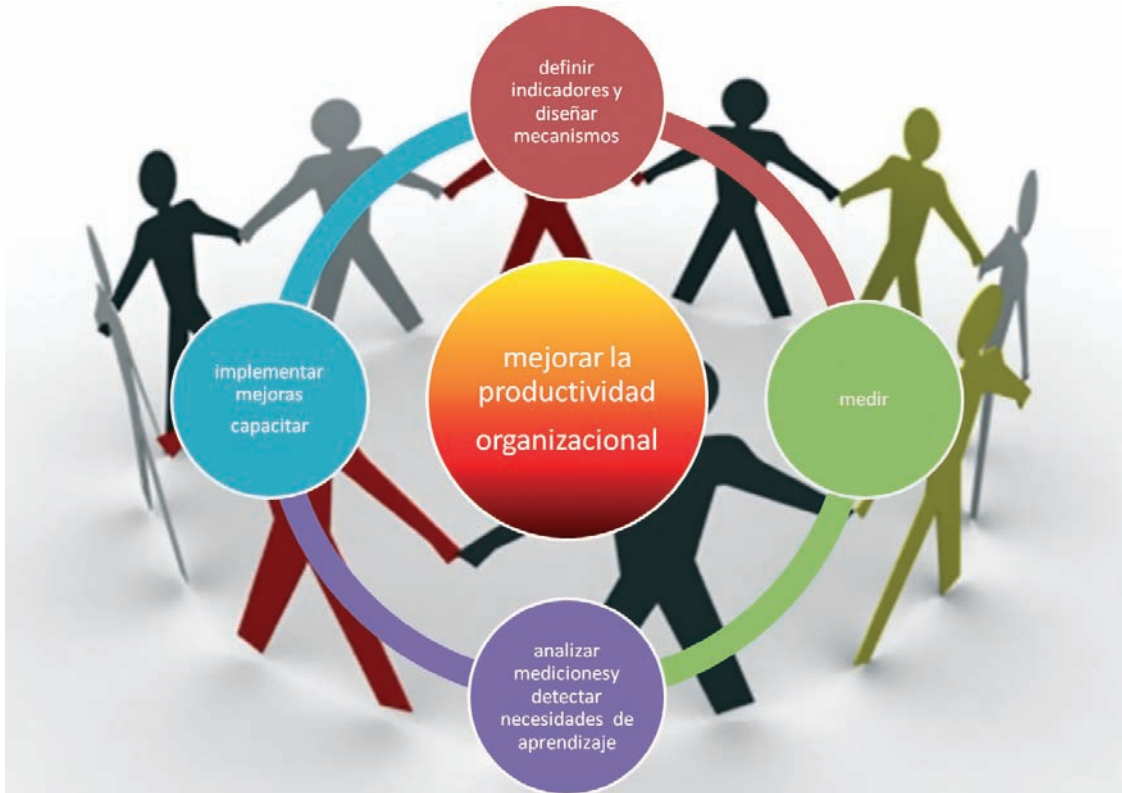 definir
indicadores y
diseñar
mecanismos
mejorar la
productividad
organizacional
implementar
mejoras
capacitar
medir
analizar
medicionesy
detectar
necesidades de
aprendizaje